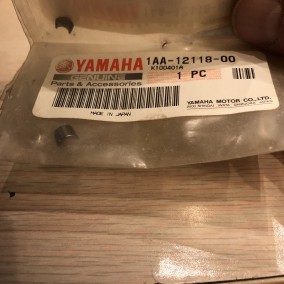 YAMAHA 1AA-12118-00
K100401A
GENUINE
Parts & Accessories
1 PC
MADE IN JAPAN
YAMAHA MOTOR CO., LTD.